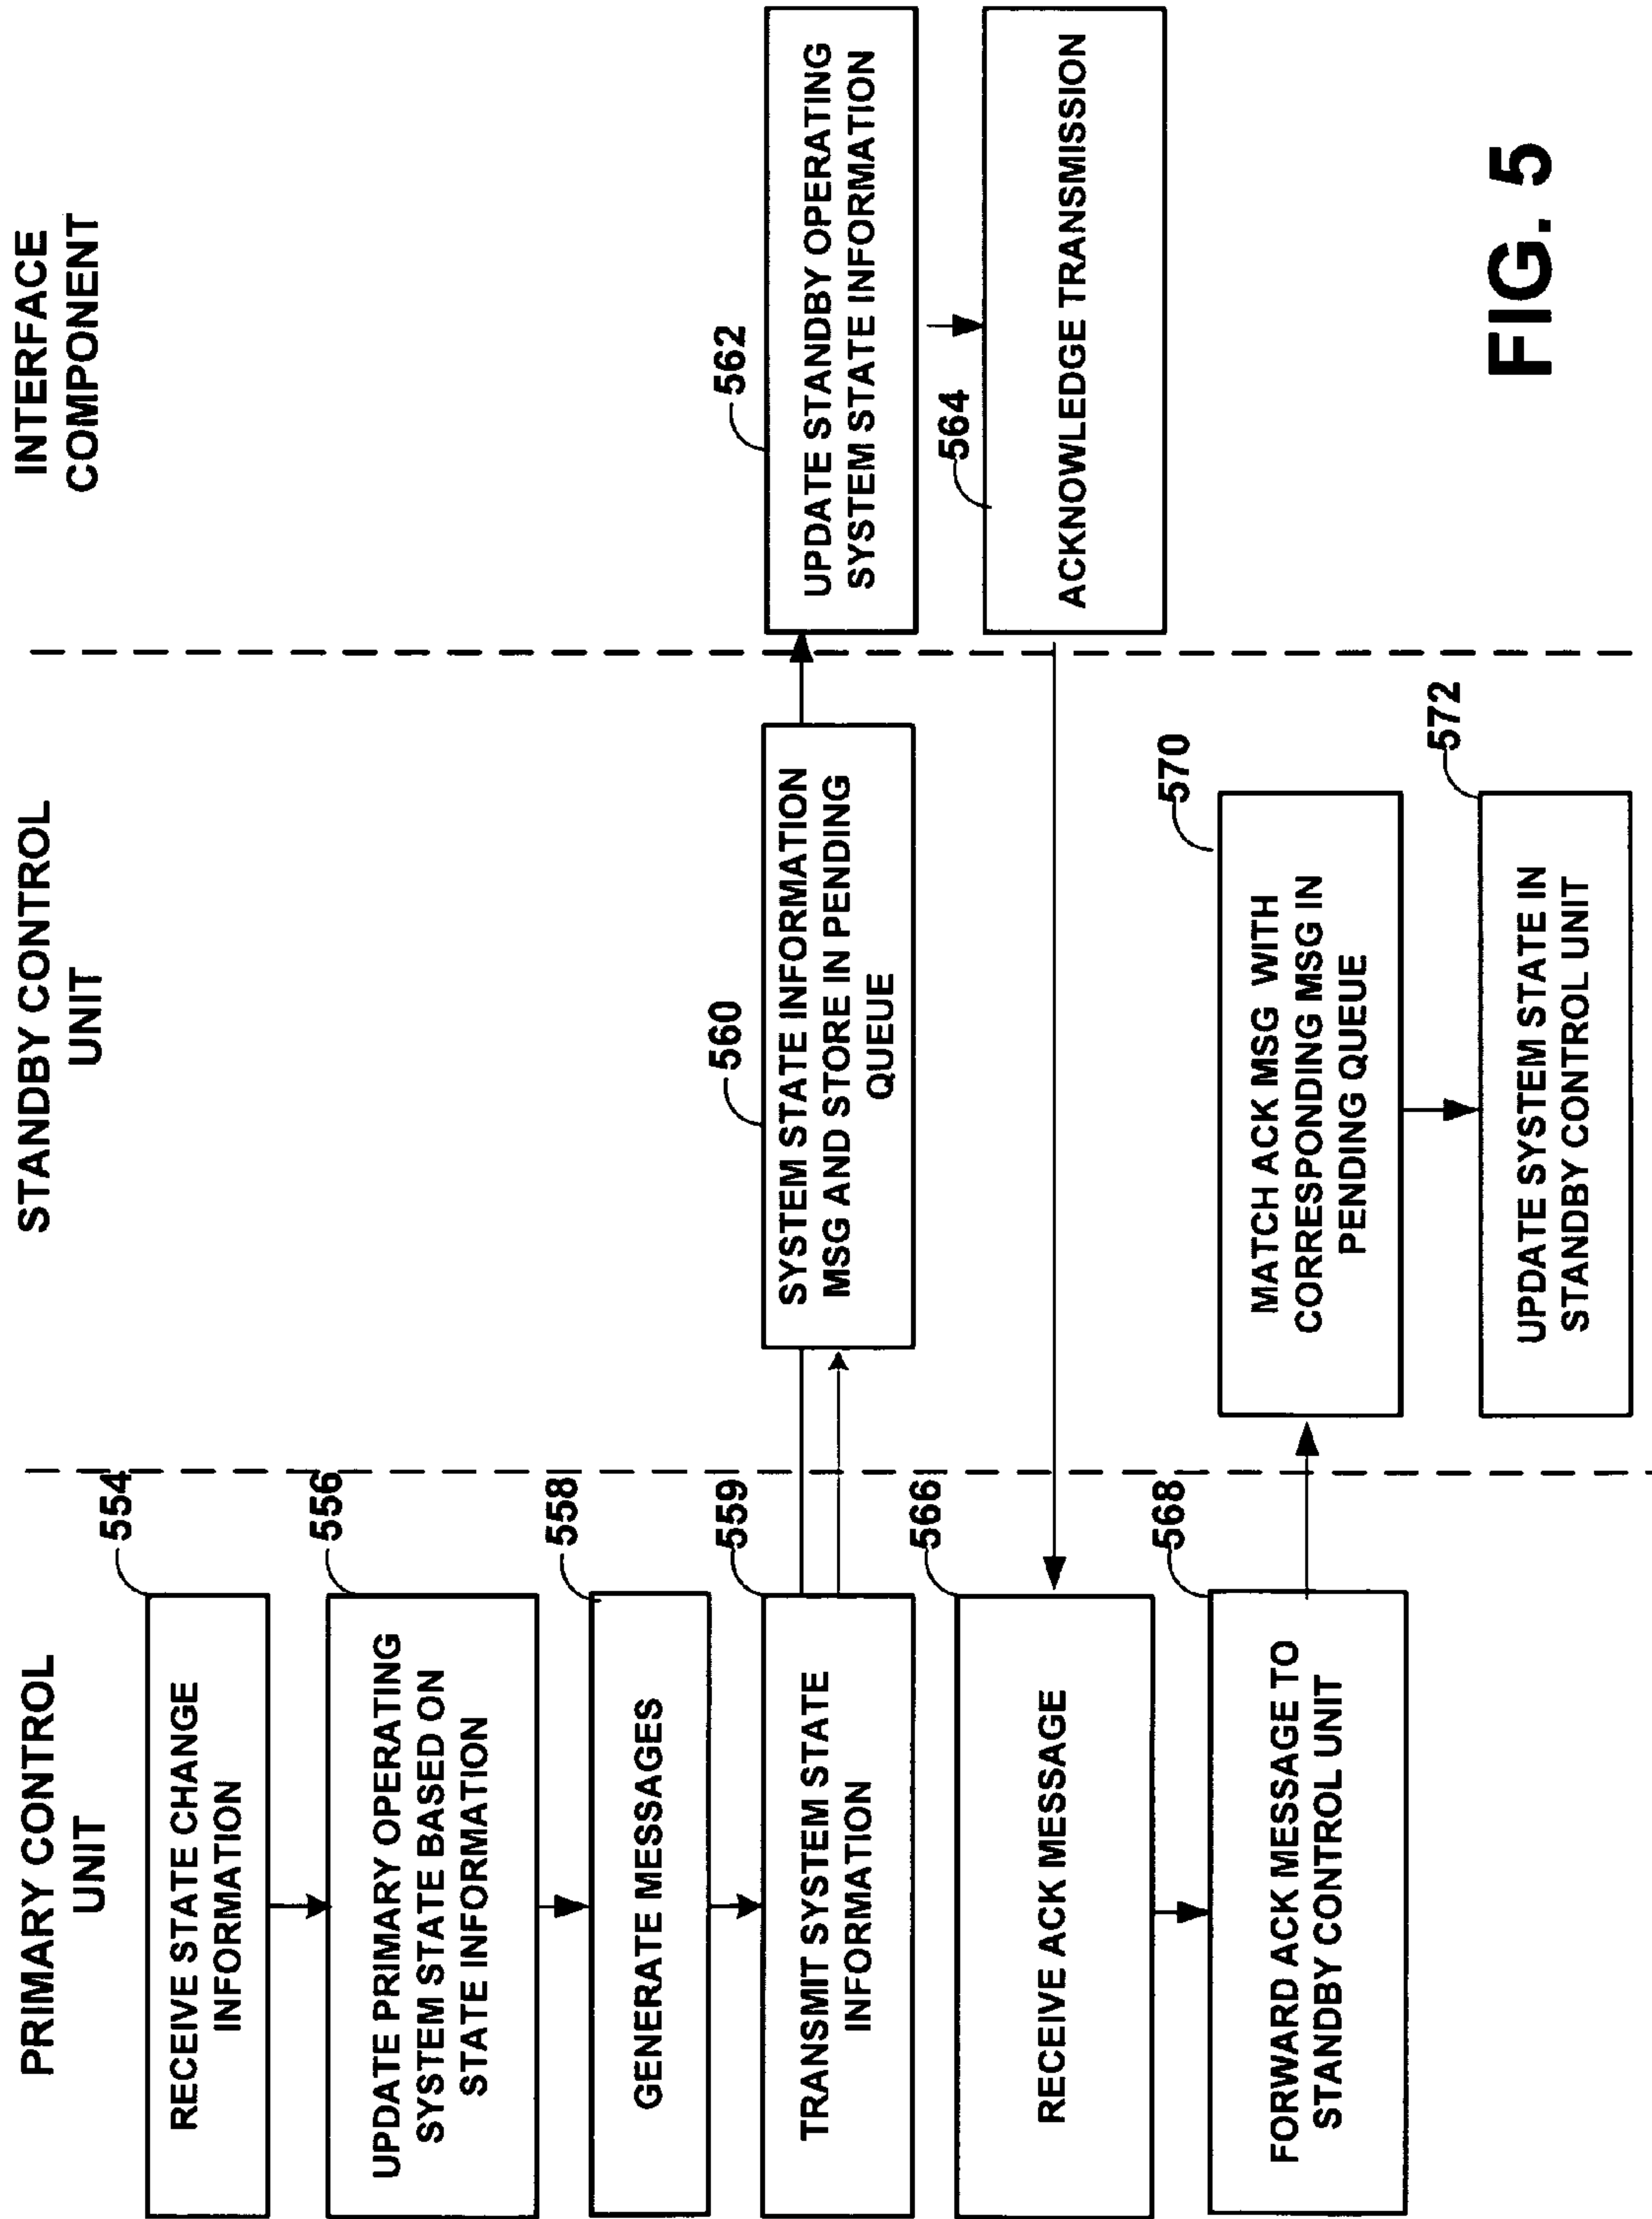 PRIMARY CONTROL
UNIT
STANDBY CONTROL
UNIT
INTERFACE
COMPONENT
554
RECEIVE STATE CHANGE
INFORMATION
556
UPDATE PRIMARY OPERATING
SYSTEM STATE BASED ON
STATE INFORMATION
558
GENERATE MESSAGES
559
TRANSMIT SYSTEM STATE
INFORMATION
560
SYSTEM STATE INFORMATION
MSG AND STORE IN PENDING
QUEUE
562
UPDATE STANDBY OPERATING
SYSTEM STATE INFORMATION
564
ACKNOWLEDGE TRANSMISSION
566
RECEIVE ACK MESSAGE
568
FORWARD ACK MESSAGE TO
STANDBY CONTROL UNIT
570
MATCH ACK MSG WITH
CORRESPONDING MSG IN
PENDING QUEUE
572
UPDATE SYSTEM STATE IN
STANDBY CONTROL UNIT
FIG. 5